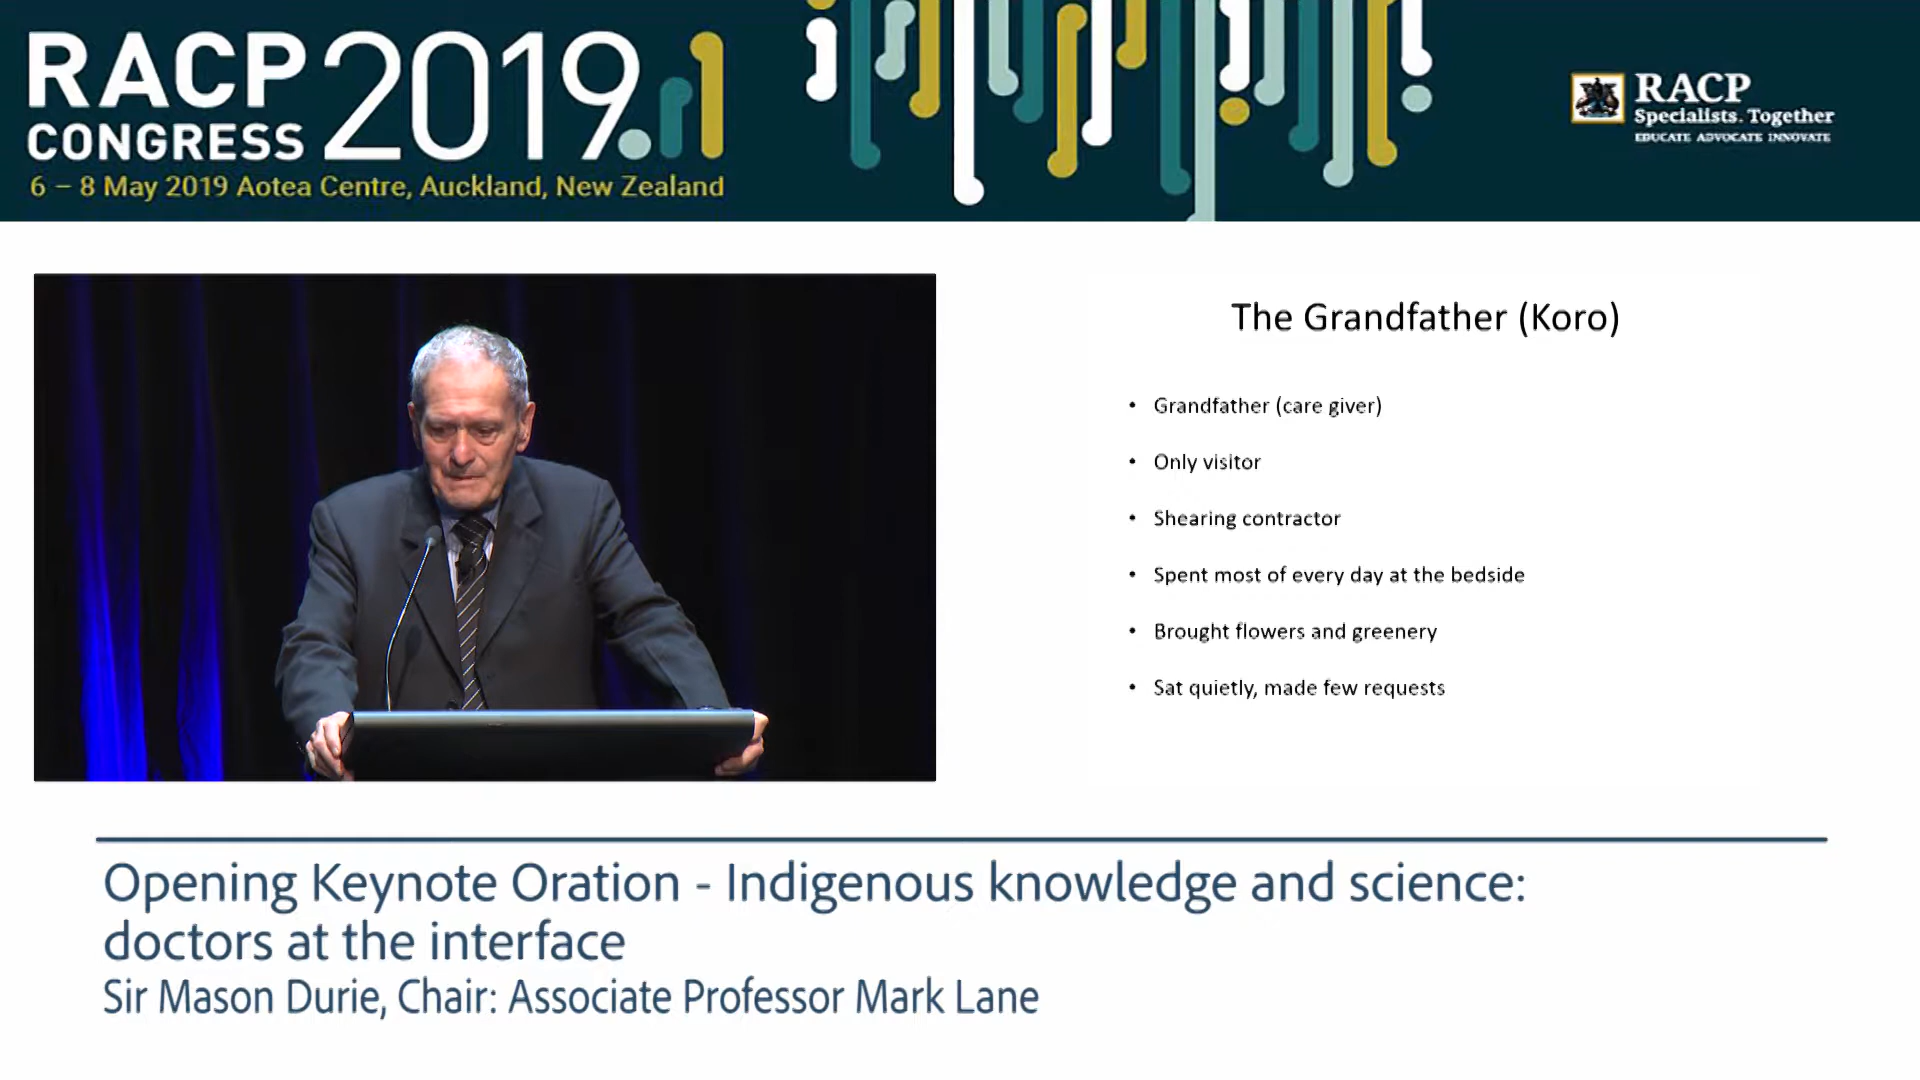 RACP
CONGRESS
2019
6 – 8 May 2019 Aotea Centre, Auckland, New Zealand
RACP
Specialists. Together
EDUCATE ADVOCATE INNOVATE
The Grandfather (Koro)
• Grandfather (care giver)
• Only visitor
• Shearing contractor
• Spent most of every day at the bedside
• Brought flowers and greenery
• Sat quietly, made few requests
Opening Keynote Oration - Indigenous knowledge and science:
doctors at the interface
Sir Mason Durie, Chair: Associate Professor Mark Lane